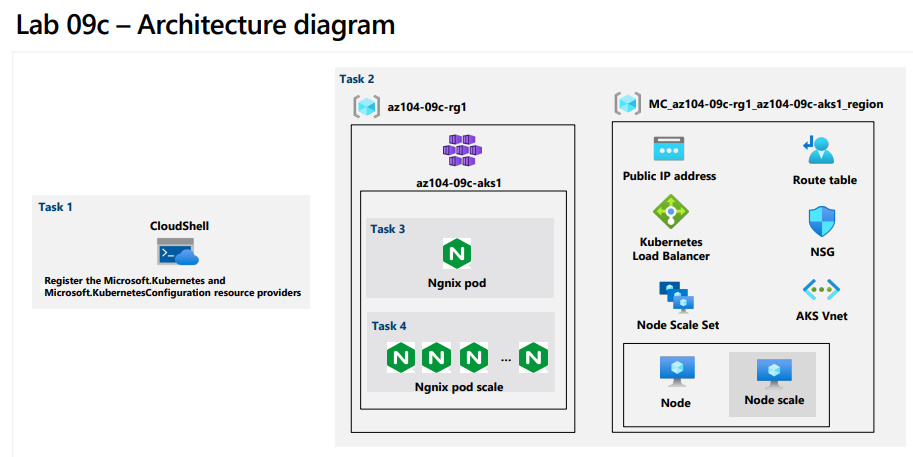 Lab 09c – Architecture diagram
Task 1
CloudShell
Register the Microsoft.Kubernetes and
Microsoft.KubernetesConfiguration resource providers
Task 2
az104-09c-rg1
az104-09c-aks1
Task 3
N
Ngnix pod
Task 4
N N N ... N
Ngnix pod scale
MC_az104-09c-rg1_az104-09c-aks1_region
Public IP address
Route table
Kubernetes
Load Balancer
NSG
Node Scale Set
AKS Vnet
Node
Node scale